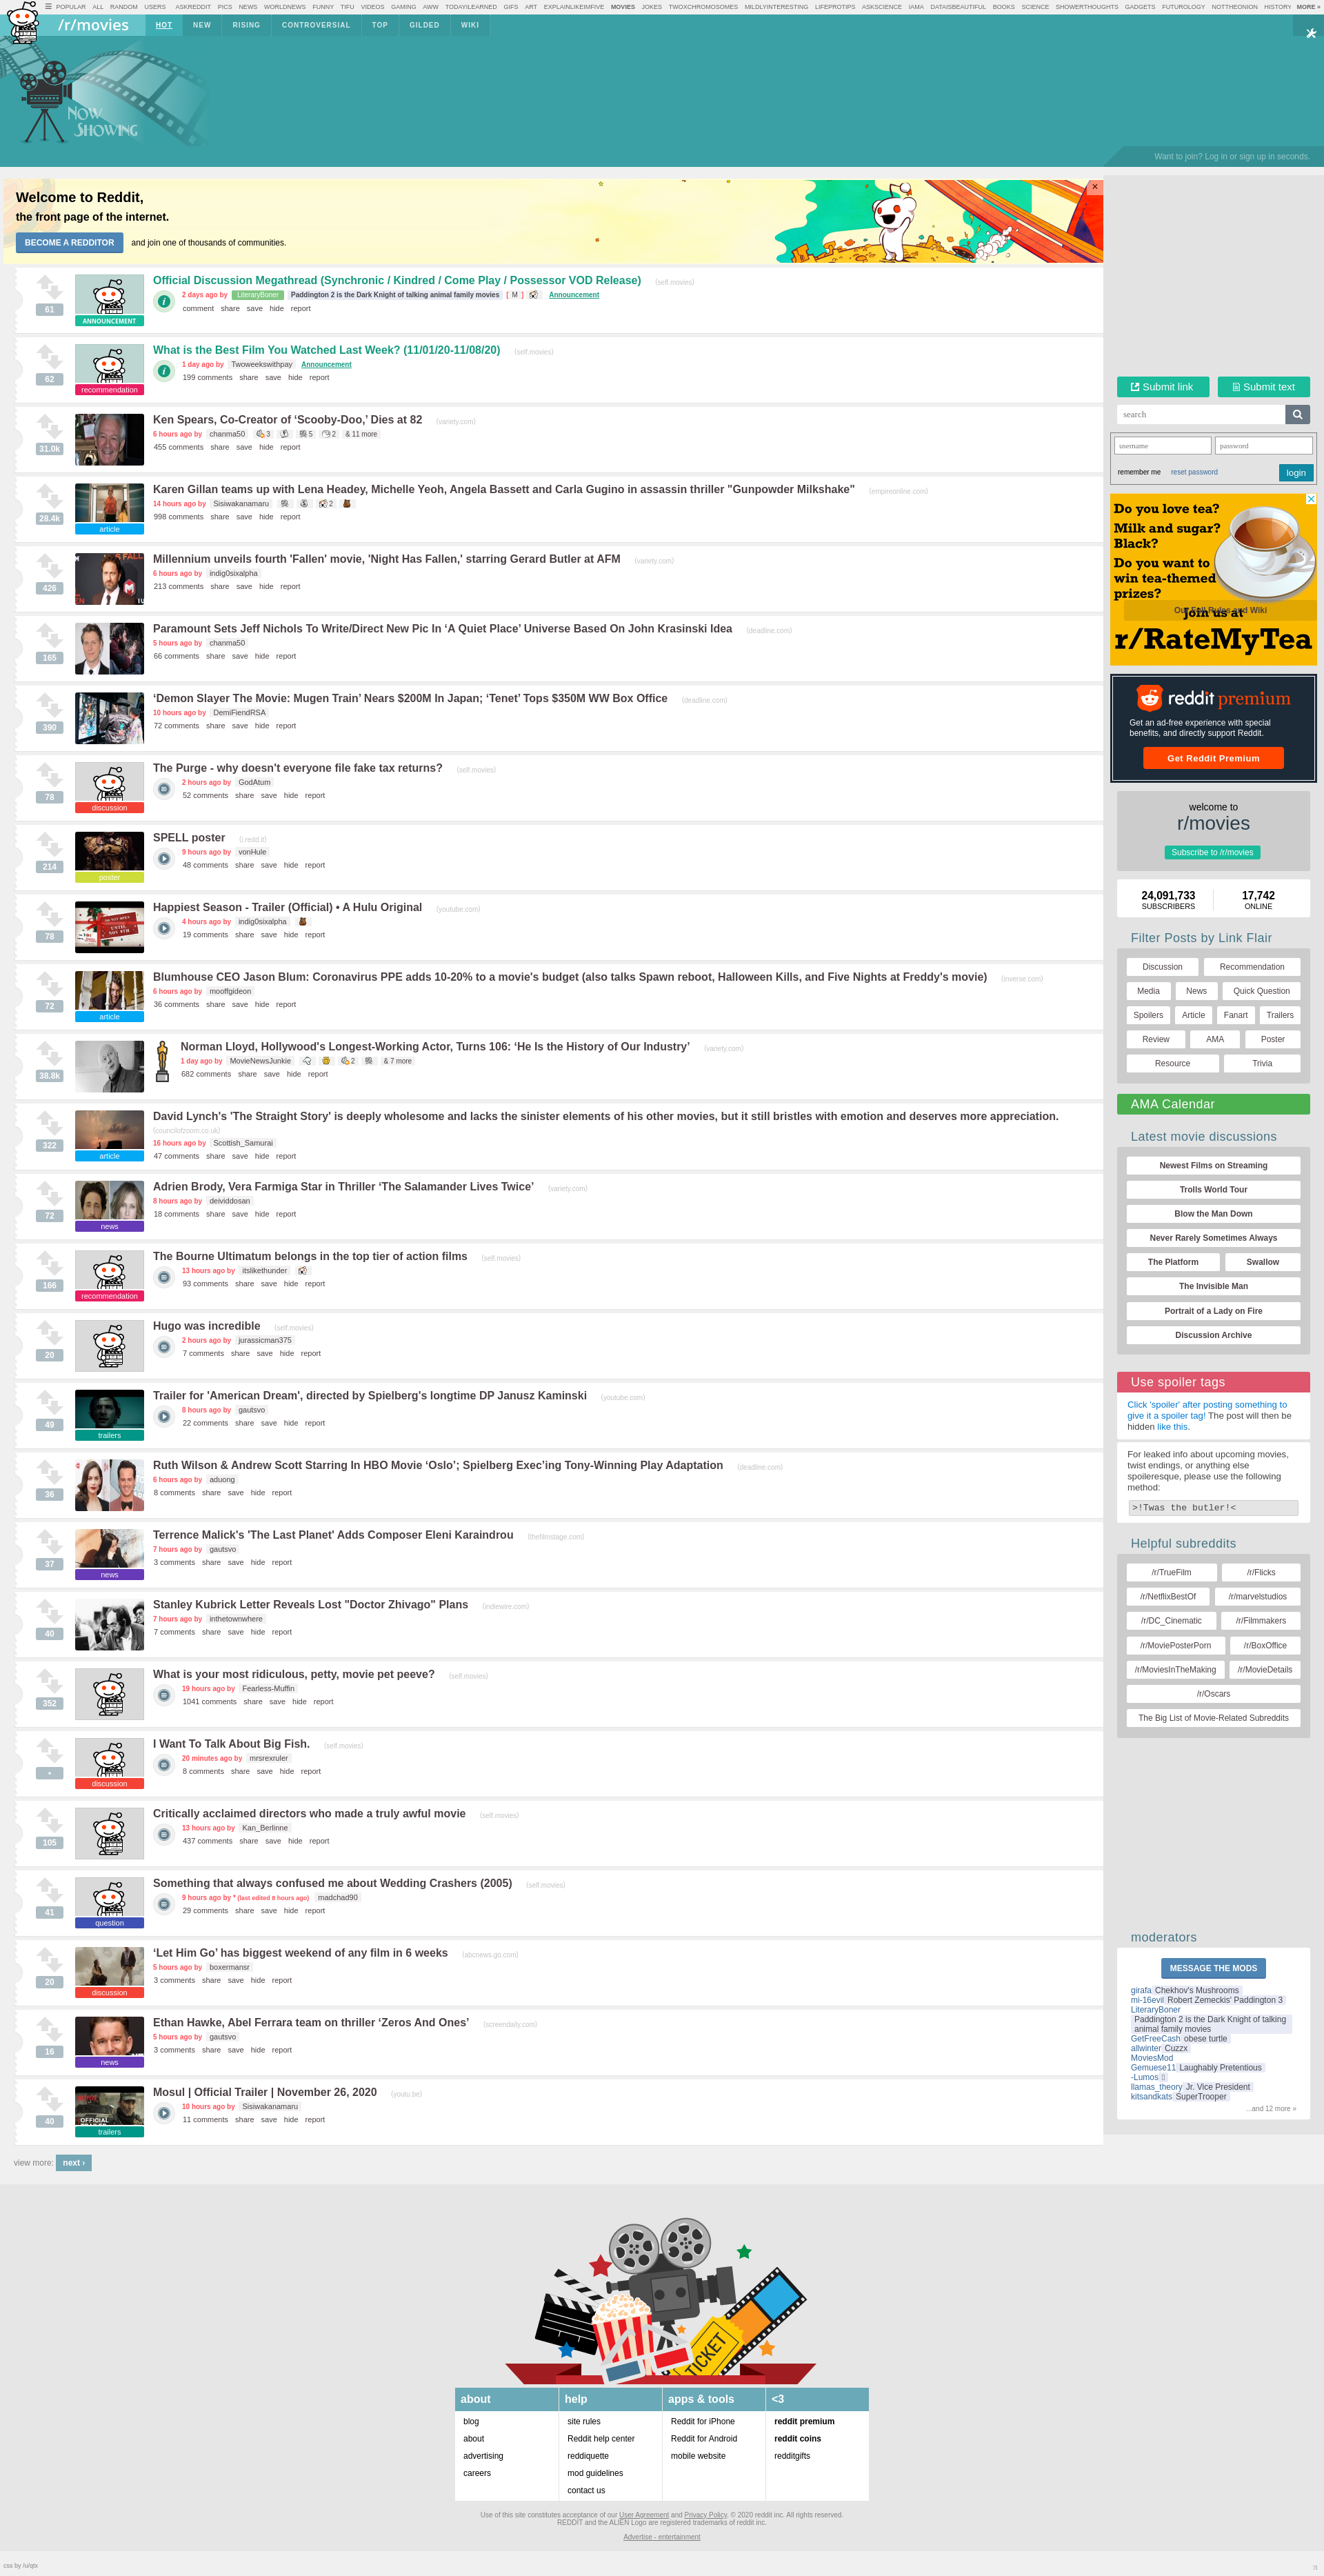 POPULAR ALL RANDOM USERS ASKREDDIT PICS NEWS WORLDNEWS FUNNY TIFU VIDEOS GAMING AWW TODAYILEARNED GIFS ART EXPLAINLIKEIMFIVE MOVIES JOKES TWOXCHROMOSOMES MILDLYINTERESTING LIFEPROTIPS ASKSCIENCE IAMA DATAISBEAUTIFUL BOOKS SCIENCE SHOWERTHOUGHTS GADGETS FUTUROLOGY NOTTHEONION HISTORY MORE »
/r/movies HOT NEW RISING CONTROVERSIAL TOP GILDED WIKI
NOW SHOWING
Want to join? Log in or sign up in seconds.
Welcome to Reddit,
the front page of the internet.
BECOME A REDDITOR and join one of thousands of communities.
Official Discussion Megathread (Synchronic / Kindred / Come Play / Possessor VOD Release) (self.movies)
61
ANNOUNCEMENT
2 days ago by LiteraryBoner Paddington 2 is the Dark Knight of talking animal family movies [ M ] Announcement
comment share save hide report
What is the Best Film You Watched Last Week? (11/01/20-11/08/20) (self.movies)
62
recommendation
1 day ago by Twoweekswithpay Announcement
199 comments share save hide report
Ken Spears, Co-Creator of ‘Scooby-Doo,’ Dies at 82 (variety.com)
31.0k
6 hours ago by chanma50 3 5 2 & 11 more
455 comments share save hide report
Karen Gillan teams up with Lena Headey, Michelle Yeoh, Angela Bassett and Carla Gugino in assassin thriller "Gunpowder Milkshake" (empireonline.com)
28.4k
article
14 hours ago by Sisiwakanamaru 2
998 comments share save hide report
Millennium unveils fourth 'Fallen' movie, 'Night Has Fallen,' starring Gerard Butler at AFM (variety.com)
426
6 hours ago by indig0sixalpha
213 comments share save hide report
Paramount Sets Jeff Nichols To Write/Direct New Pic In ‘A Quiet Place’ Universe Based On John Krasinski Idea (deadline.com)
165
5 hours ago by chanma50
66 comments share save hide report
‘Demon Slayer The Movie: Mugen Train’ Nears $200M In Japan; ‘Tenet’ Tops $350M WW Box Office (deadline.com)
390
10 hours ago by DemiFiendRSA
72 comments share save hide report
The Purge - why doesn't everyone file fake tax returns? (self.movies)
78
discussion
2 hours ago by GodAtum
52 comments share save hide report
SPELL poster (i.redd.it)
214
poster
9 hours ago by vonHule
48 comments share save hide report
Happiest Season - Trailer (Official) • A Hulu Original (youtube.com)
78
4 hours ago by indig0sixalpha
19 comments share save hide report
Blumhouse CEO Jason Blum: Coronavirus PPE adds 10-20% to a movie's budget (also talks Spawn reboot, Halloween Kills, and Five Nights at Freddy's movie) (inverse.com)
72
article
6 hours ago by mooffgideon
36 comments share save hide report
Norman Lloyd, Hollywood's Longest-Working Actor, Turns 106: ‘He Is the History of Our Industry’ (variety.com)
38.8k
1 day ago by MovieNewsJunkie 2 & 7 more
682 comments share save hide report
David Lynch's 'The Straight Story' is deeply wholesome and lacks the sinister elements of his other movies, but it still bristles with emotion and deserves more appreciation.
(councilofzoom.co.uk)
322
article
16 hours ago by Scottish_Samurai
47 comments share save hide report
Adrien Brody, Vera Farmiga Star in Thriller ‘The Salamander Lives Twice’ (variety.com)
72
news
8 hours ago by deividdosan
18 comments share save hide report
The Bourne Ultimatum belongs in the top tier of action films (self.movies)
166
recommendation
13 hours ago by itslikethunder
93 comments share save hide report
Hugo was incredible (self.movies)
20
2 hours ago by jurassicman375
7 comments share save hide report
Trailer for 'American Dream', directed by Spielberg's longtime DP Janusz Kaminski (youtube.com)
49
trailers
8 hours ago by gautsvo
22 comments share save hide report
Ruth Wilson & Andrew Scott Starring In HBO Movie ‘Oslo’; Spielberg Exec’ing Tony-Winning Play Adaptation (deadline.com)
36
6 hours ago by aduong
8 comments share save hide report
Terrence Malick's 'The Last Planet' Adds Composer Eleni Karaindrou (thefilmstage.com)
37
news
7 hours ago by gautsvo
3 comments share save hide report
Stanley Kubrick Letter Reveals Lost "Doctor Zhivago" Plans (indiewire.com)
40
7 hours ago by inthetownwhere
7 comments share save hide report
What is your most ridiculous, petty, movie pet peeve? (self.movies)
352
19 hours ago by Fearless-Muffin
1041 comments share save hide report
I Want To Talk About Big Fish. (self.movies)
•
discussion
20 minutes ago by mrsrexruler
8 comments share save hide report
Critically acclaimed directors who made a truly awful movie (self.movies)
105
13 hours ago by Kan_Berlinne
437 comments share save hide report
Something that always confused me about Wedding Crashers (2005) (self.movies)
41
question
9 hours ago by * (last edited 8 hours ago) madchad90
29 comments share save hide report
‘Let Him Go’ has biggest weekend of any film in 6 weeks (abcnews.go.com)
20
discussion
5 hours ago by boxermansr
3 comments share save hide report
Ethan Hawke, Abel Ferrara team on thriller ‘Zeros And Ones’ (screendaily.com)
16
news
5 hours ago by gautsvo
3 comments share save hide report
Mosul | Official Trailer | November 26, 2020 (youtu.be)
40
OFFICIAL
trailers
10 hours ago by Sisiwakanamaru
11 comments share save hide report
view more: next ›
Submit link Submit text
search
username password
remember me reset password login
Do you love tea?
Milk and sugar?
Black?
Do you want to
win tea-themed
prizes?
Join us at
Our Full Rules and Wiki
r/RateMyTea
reddit premium
Get an ad-free experience with special
benefits, and directly support Reddit.
Get Reddit Premium
welcome to
r/movies
Subscribe to /r/movies
24,091,733 17,742
SUBSCRIBERS ONLINE
Filter Posts by Link Flair
Discussion Recommendation
Media News Quick Question
Spoilers Article Fanart Trailers
Review AMA Poster
Resource Trivia
AMA Calendar
Latest movie discussions
Newest Films on Streaming
Trolls World Tour
Blow the Man Down
Never Rarely Sometimes Always
The Platform Swallow
The Invisible Man
Portrait of a Lady on Fire
Discussion Archive
Use spoiler tags
Click 'spoiler' after posting something to
give it a spoiler tag! The post will then be
hidden like this.
For leaked info about upcoming movies,
twist endings, or anything else
spoileresque, please use the following
method:
>!Twas the butler!<
Helpful subreddits
/r/TrueFilm /r/Flicks
/r/NetflixBestOf /r/marvelstudios
/r/DC_Cinematic /r/Filmmakers
/r/MoviePosterPorn /r/BoxOffice
/r/MoviesInTheMaking /r/MovieDetails
/r/Oscars
The Big List of Movie-Related Subreddits
moderators
MESSAGE THE MODS
girafa Chekhov's Mushrooms
mi-16evil Robert Zemeckis' Paddington 3
LiteraryBoner
Paddington 2 is the Dark Knight of talking
animal family movies
GetFreeCash obese turtle
allwinter Cuzzx
MoviesMod
Gemuese11 Laughably Pretentious
-Lumos
llamas_theory Jr. Vice President
kitsandkats SuperTrooper
...and 12 more »
TICKET
about help apps & tools <3
blog site rules Reddit for iPhone reddit premium
about Reddit help center Reddit for Android reddit coins
advertising reddiquette mobile website redditgifts
careers mod guidelines
contact us
Use of this site constitutes acceptance of our User Agreement and Privacy Policy. © 2020 reddit inc. All rights reserved.
REDDIT and the ALIEN Logo are registered trademarks of reddit inc.
Advertise - entertainment
css by /u/qtx
π